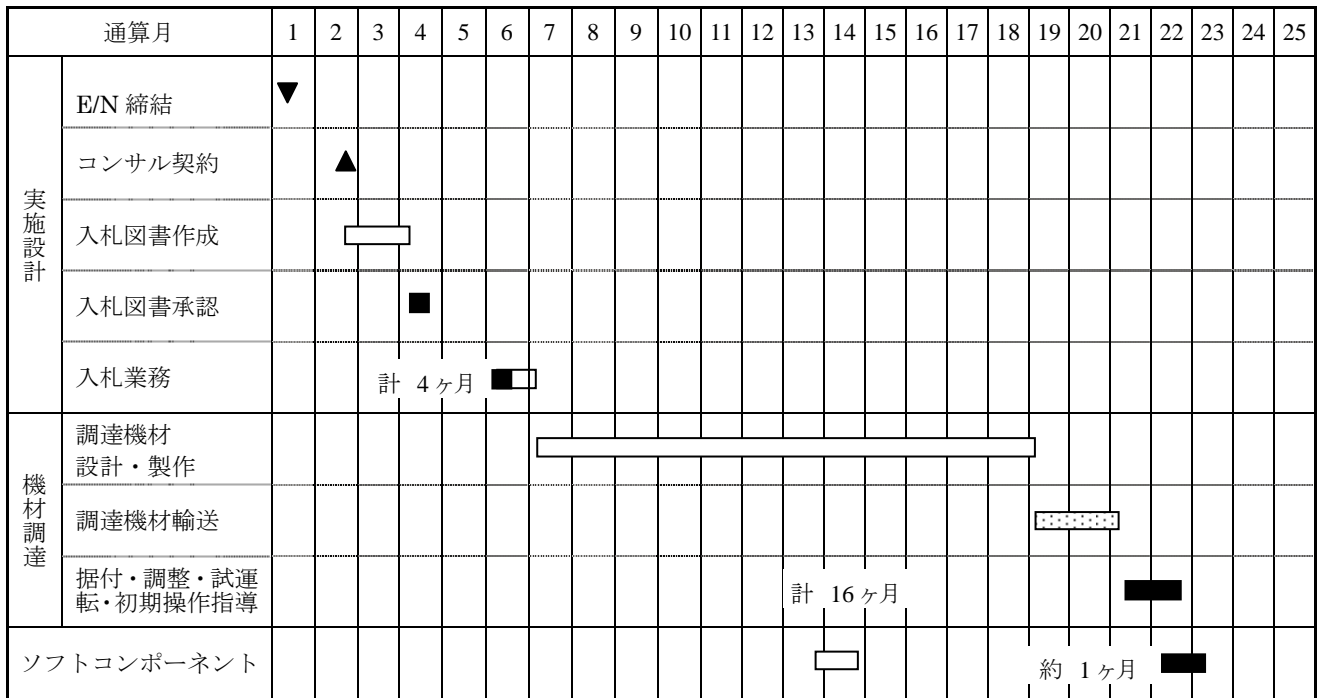 通算月 1 2 3 4 5 6 7 8 9 10 11 12 13 14 15 16 17 18 19 20 21 22 23 24 25
実施設計
E/N 締結
コンサル契約
入札図書作成
入札図書承認
入札業務 計 4ヶ月
機材調達
調達機材
設計・製作
調達機材輸送
据付・調整・試運
転・初期操作指導 計 16ヶ月
ソフトコンポーネント 約 1ヶ月